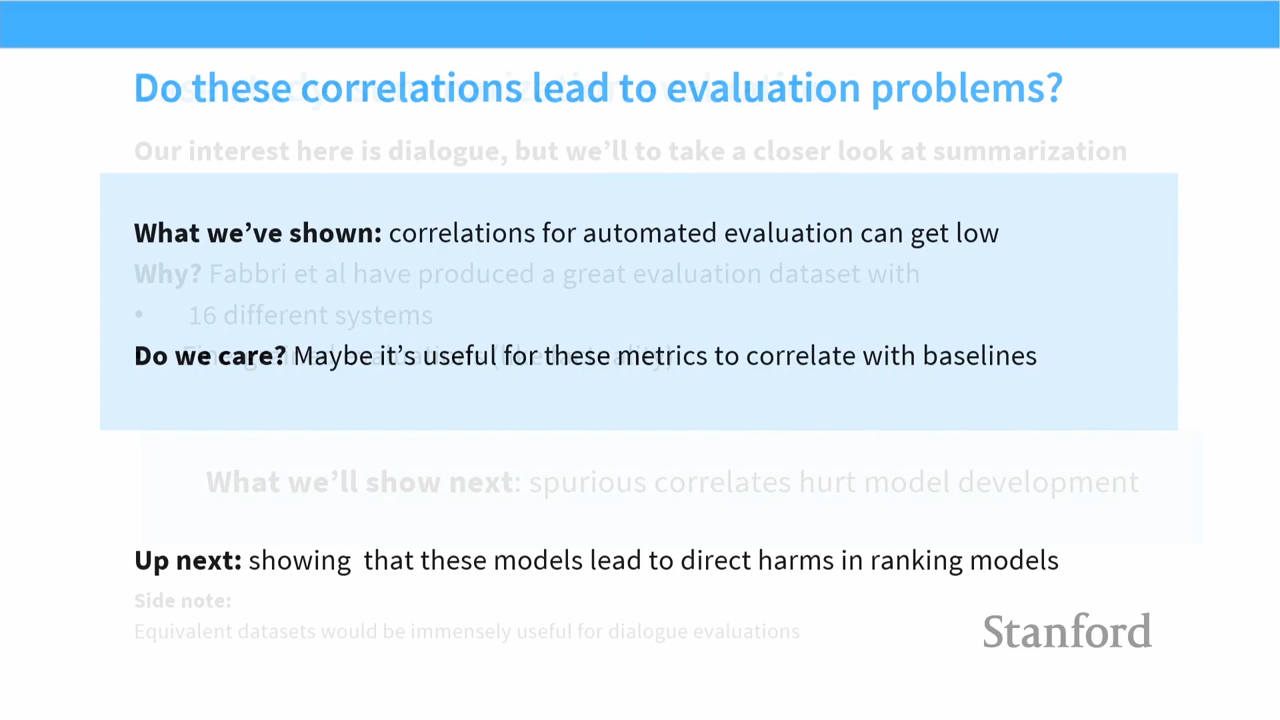 Do these correlations lead to evaluation problems?
Our interest here is dialogue, but we'll to take a closer look at summarization
What we've shown: correlations for automated evaluation can get low
Why? Fabbri et al have produced a great evaluation dataset with
• 16 different systems
Do we care? Maybe it's useful for these metrics to correlate with baselines
What we'll show next: spurious correlates hurt model development
Up next: showing that these models lead to direct harms in ranking models
Side note:
Equivalent datasets would be immensely useful for dialogue evaluations
Stanford